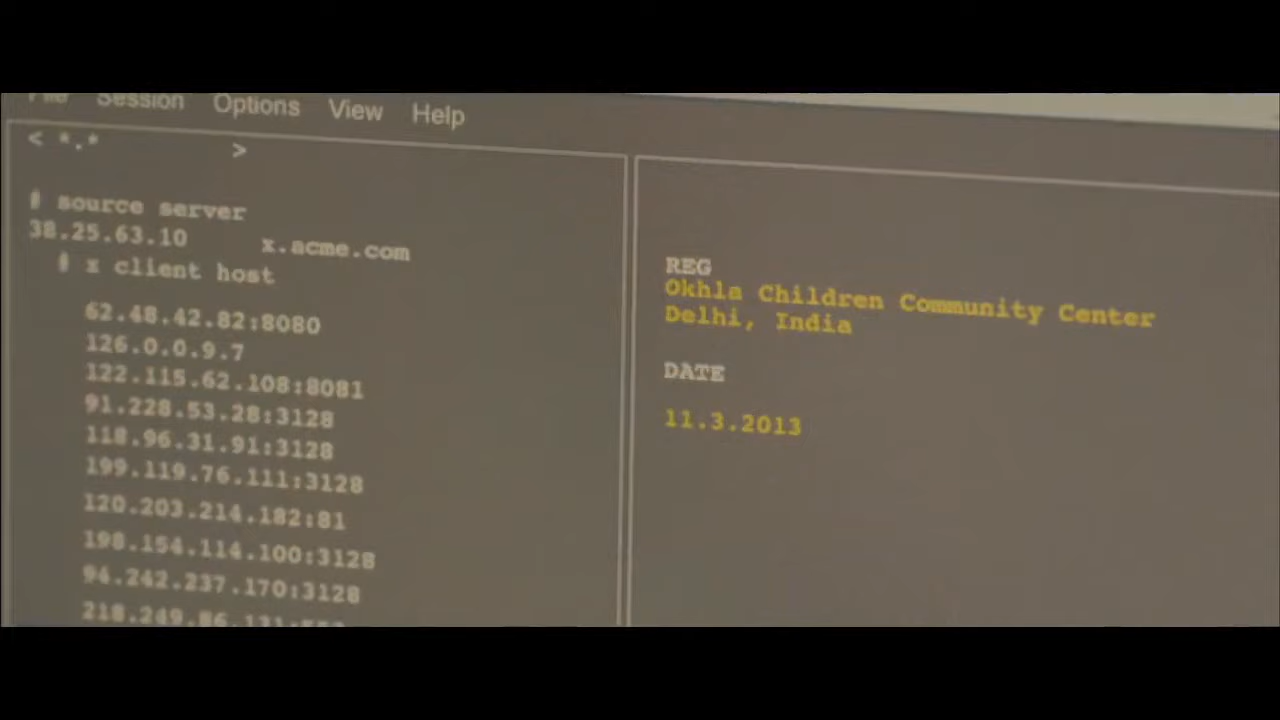 File Session Options View Help
< *.* >
# source server
38.25.63.10 x.acme.com
# x client host
62.48.42.82:8080
126.0.0.9.7
122.115.62.108:8081
91.228.53.28:3128
118.96.31.91:3128
199.119.76.111:3128
120.203.214.182:81
198.154.114.100:3128
94.242.237.170:3128
REG
Okhla Children Community Center
Delhi, India
DATE
11.3.2013